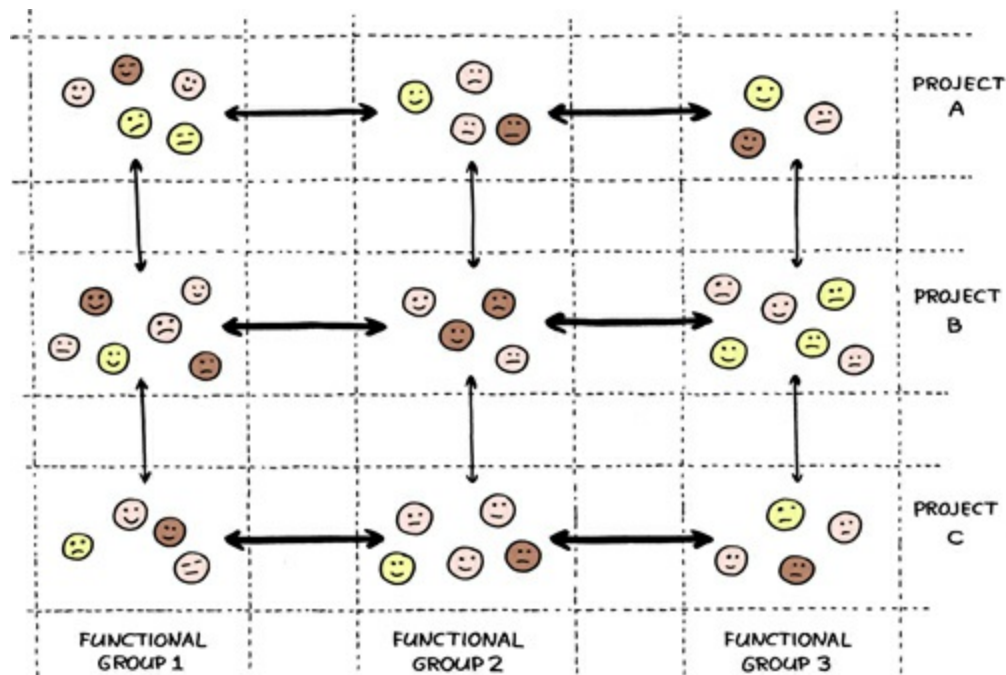 PROJECT
A
PROJECT
B
PROJECT
C
FUNCTIONAL
GROUP 1
FUNCTIONAL
GROUP 2
FUNCTIONAL
GROUP 3